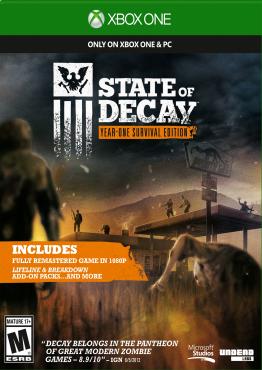 XBOX ONE
ONLY ON XBOX ONE & PC
STATE OF
DECAY
YEAR-ONE SURVIVAL EDITION
INCLUDES
FULLY REMASTERED GAME IN 1080P
LIFELINE & BREAKDOWN
ADD-ON PACKS...AND MORE
MATURE 17+
M
ESRB
"DECAY BELONGS IN THE PANTHEON
OF GREAT MODERN ZOMBIE
GAMES – 8.9/10" – IGN
Microsoft
Studios
UNDEAD
LABS